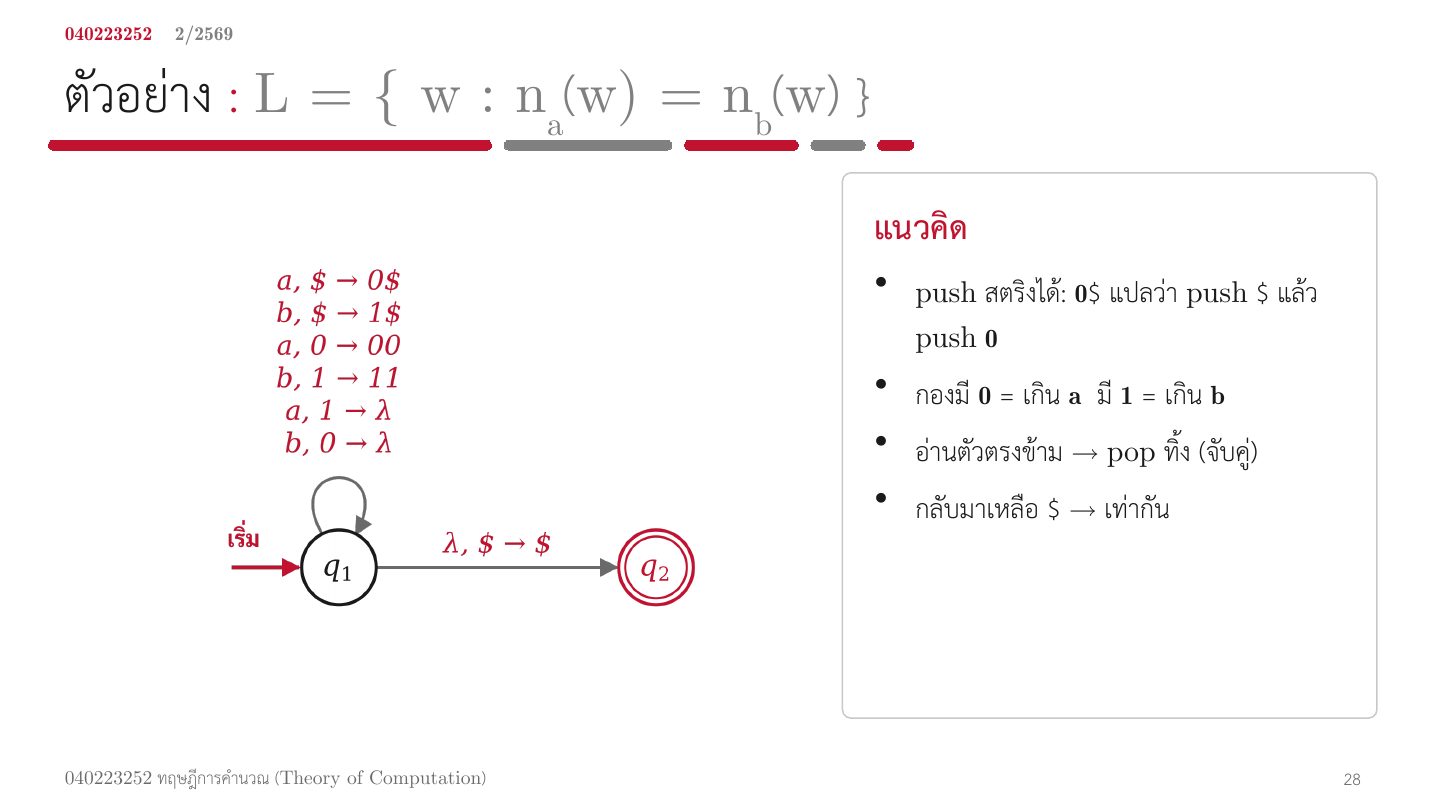 040223252 2/2569
ตัวอย่าง : L = { w : n_a(w) = n_b(w) }
a, $ → 0$
b, $ → 1$
a, 0 → 00
b, 1 → 11
a, 1 → λ
b, 0 → λ
เริ่ม
q₁
λ, $ → $
q₂
แนวคิด
• push สตริงได้: 0$ แปลว่า push $ แล้ว
push 0
• กองมี 0 = เกิน a มี 1 = เกิน b
• อ่านตัวตรงข้าม → pop ทิ้ง (จับคู่)
• กลับมาเหลือ $ → เท่ากัน
040223252 ทฤษฎีการคำนวณ (Theory of Computation)
28